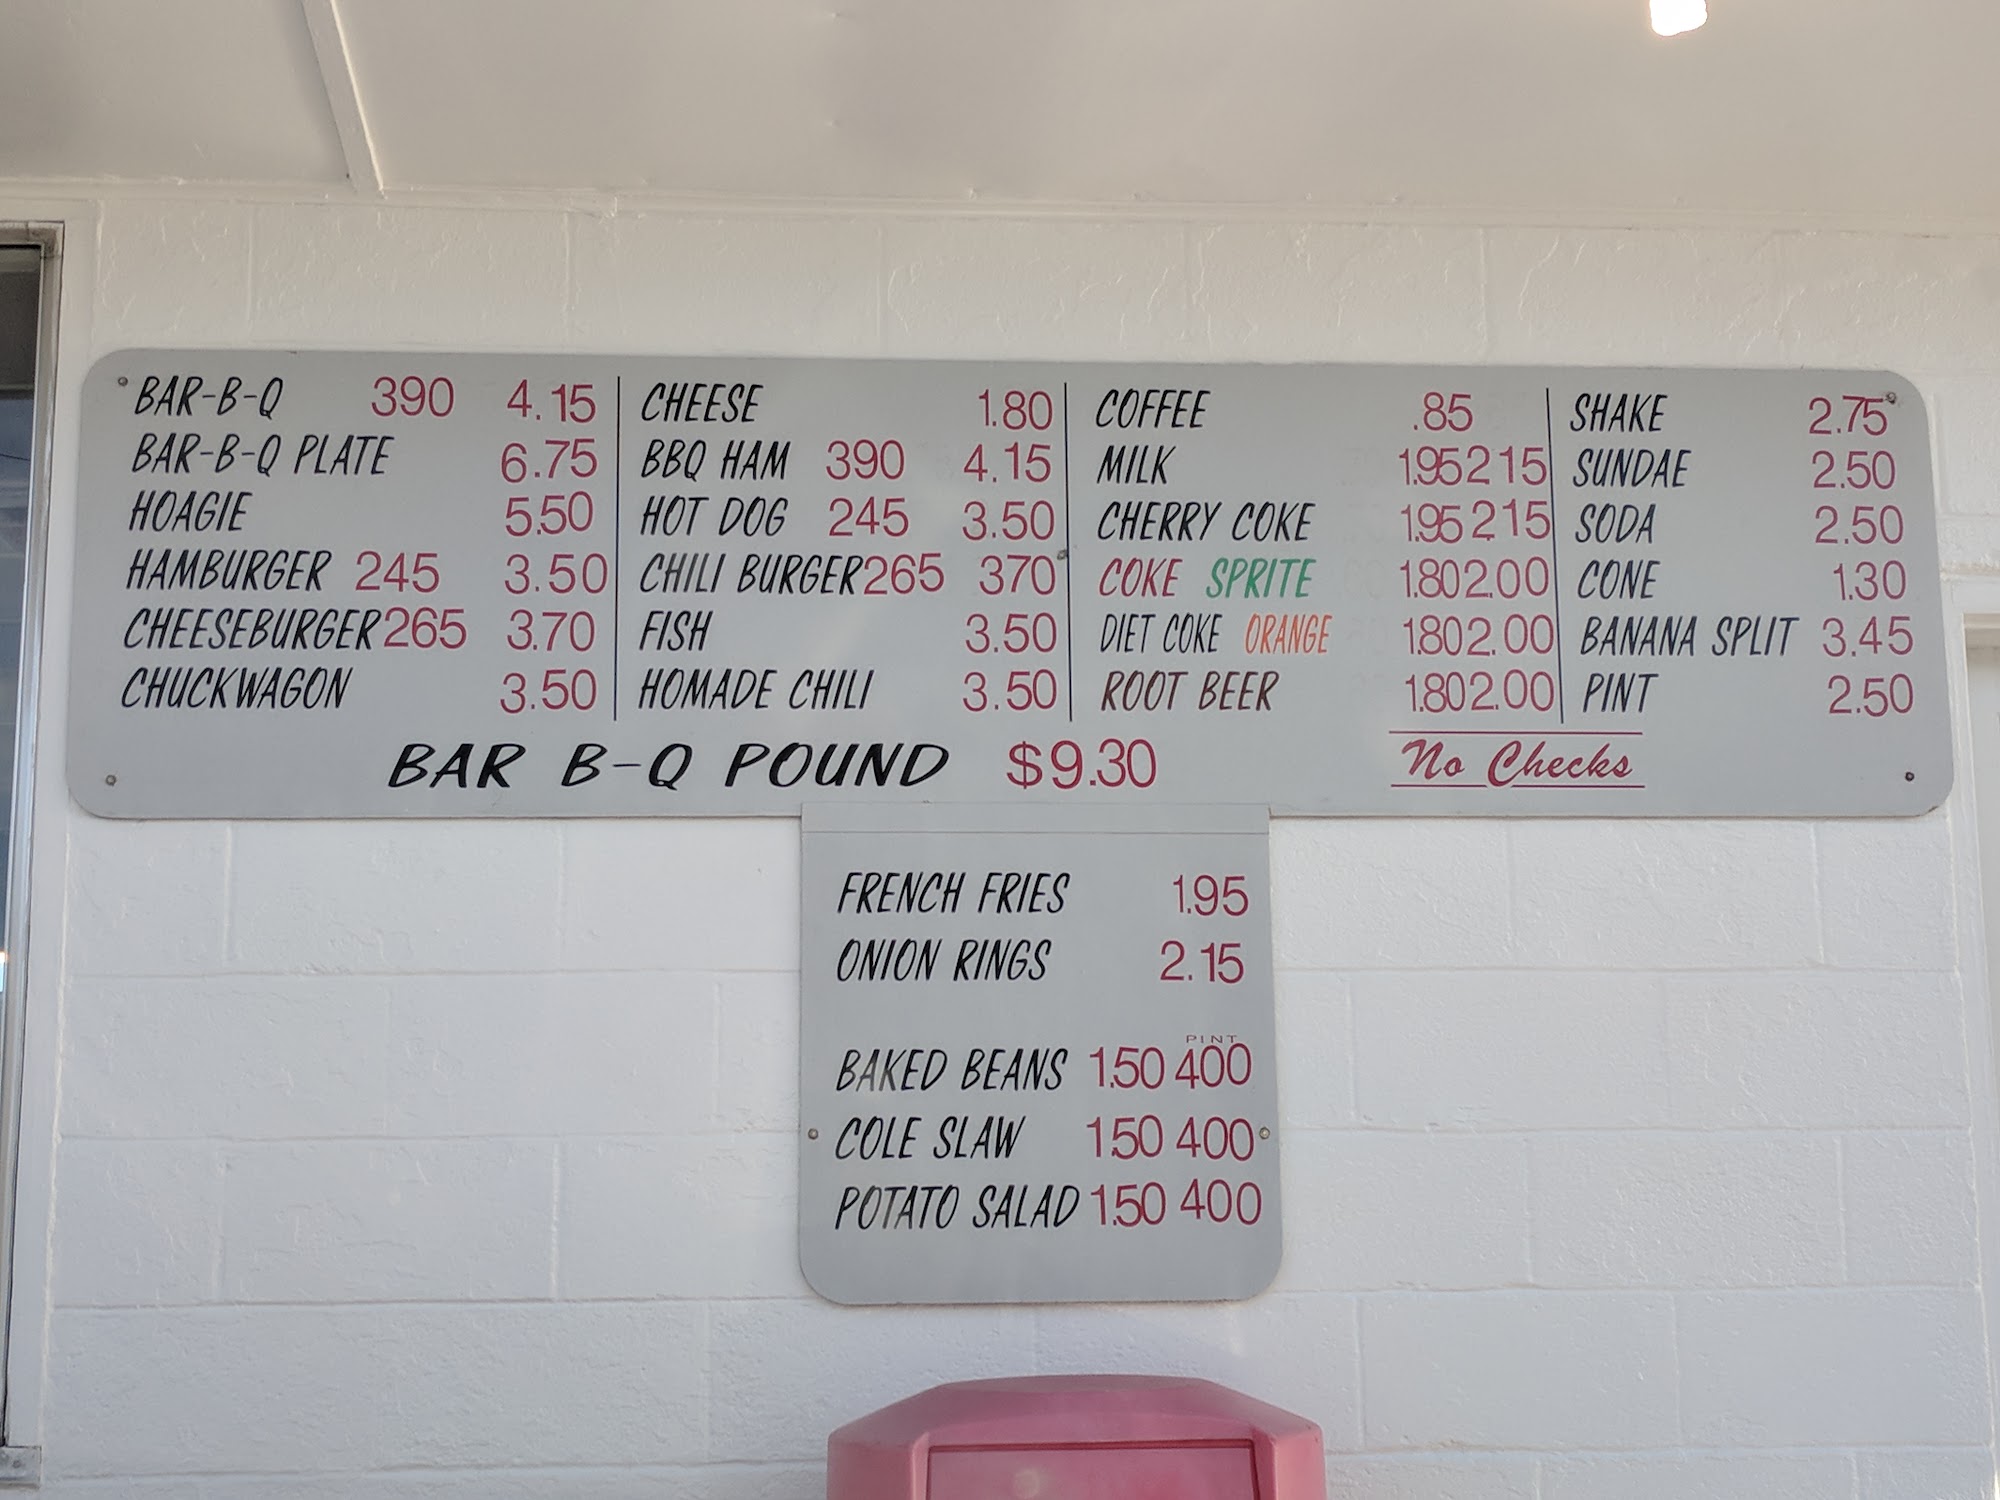 BAR-B-Q 390 4.15
BAR-B-Q PLATE 6.75
HOAGIE 5.50
HAMBURGER 245 3.50
CHEESEBURGER 265 3.70
CHUCKWAGON 3.50
CHEESE 1.80
BBQ HAM 390 4.15
HOT DOG 245 3.50
CHILI BURGER 265 370
FISH 3.50
HOMADE CHILI 3.50
COFFEE .85
MILK 1.95 2 15
CHERRY COKE 1.95 2 15
COKE SPRITE 1.80 2.00
DIET COKE ORANGE 1.80 2.00
ROOT BEER 1.80 2.00
SHAKE 2.75
SUNDAE 2.50
SODA 2.50
CONE 1.30
BANANA SPLIT 3.45
PINT 2.50
BAR B-Q POUND $9.30
No Checks
FRENCH FRIES 1.95
ONION RINGS 2.15
PINT
BAKED BEANS 1.50 400
COLE SLAW 1.50 400
POTATO SALAD 1.50 400